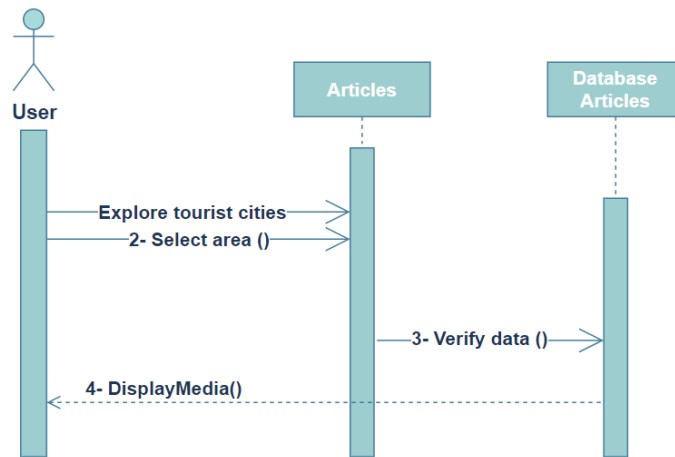 User
Articles
Database
Articles
Explore tourist cities
2- Select area ()
3- Verify data ()
4- DisplayMedia()